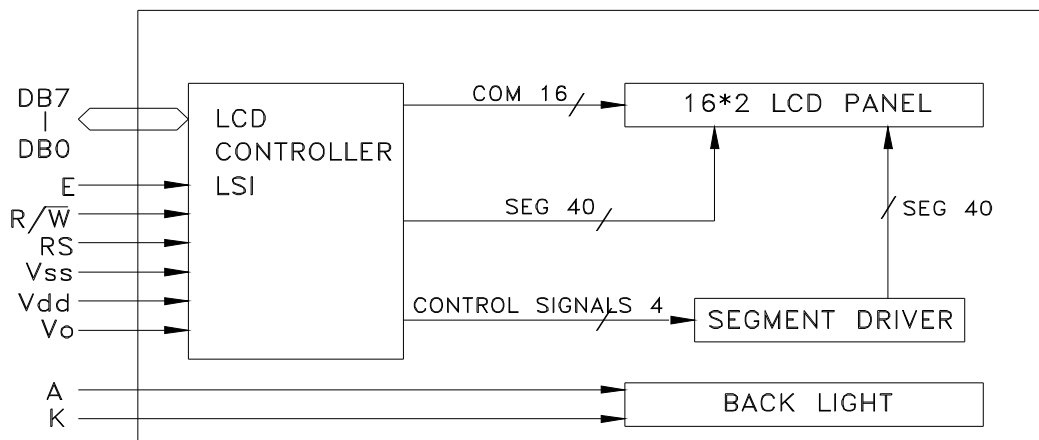 DB7
DB0
E
R/W̅
RS
Vss
Vdd
Vo
A
K
LCD
CONTROLLER
LSI
COM 16
SEG 40
CONTROL SIGNALS 4
16*2 LCD PANEL
SEG 40
SEGMENT DRIVER
BACK LIGHT